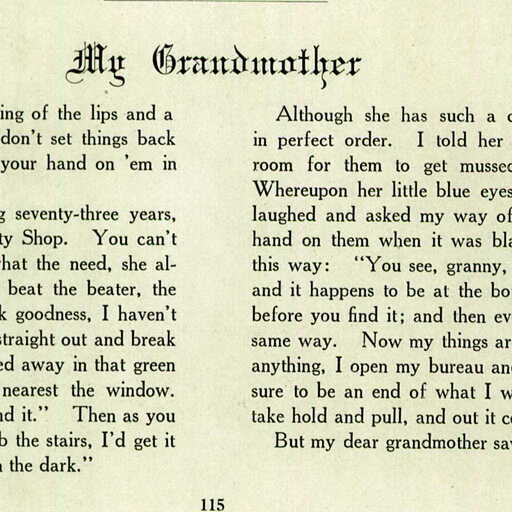 My Grandmother
ing of the lips and a
don't set things back
your hand on 'em in
g seventy-three years,
ty Shop. You can't
hat the need, she al-
beat the beater, the
k goodness, I haven't
straight out and break
ed away in that green
nearest the window.
nd it." Then as you
b the stairs, I'd get it
n the dark."
Although she has such a c
in perfect order. I told her
room for them to get mussed
Whereupon her little blue eyes
laughed and asked my way of
hand on them when it was bla
this way: "You see, granny,
and it happens to be at the bo
before you find it; and then ev
same way. Now my things ar
anything, I open my bureau and
sure to be an end of what I w
take hold and pull, and out it co
But my dear grandmother say
115